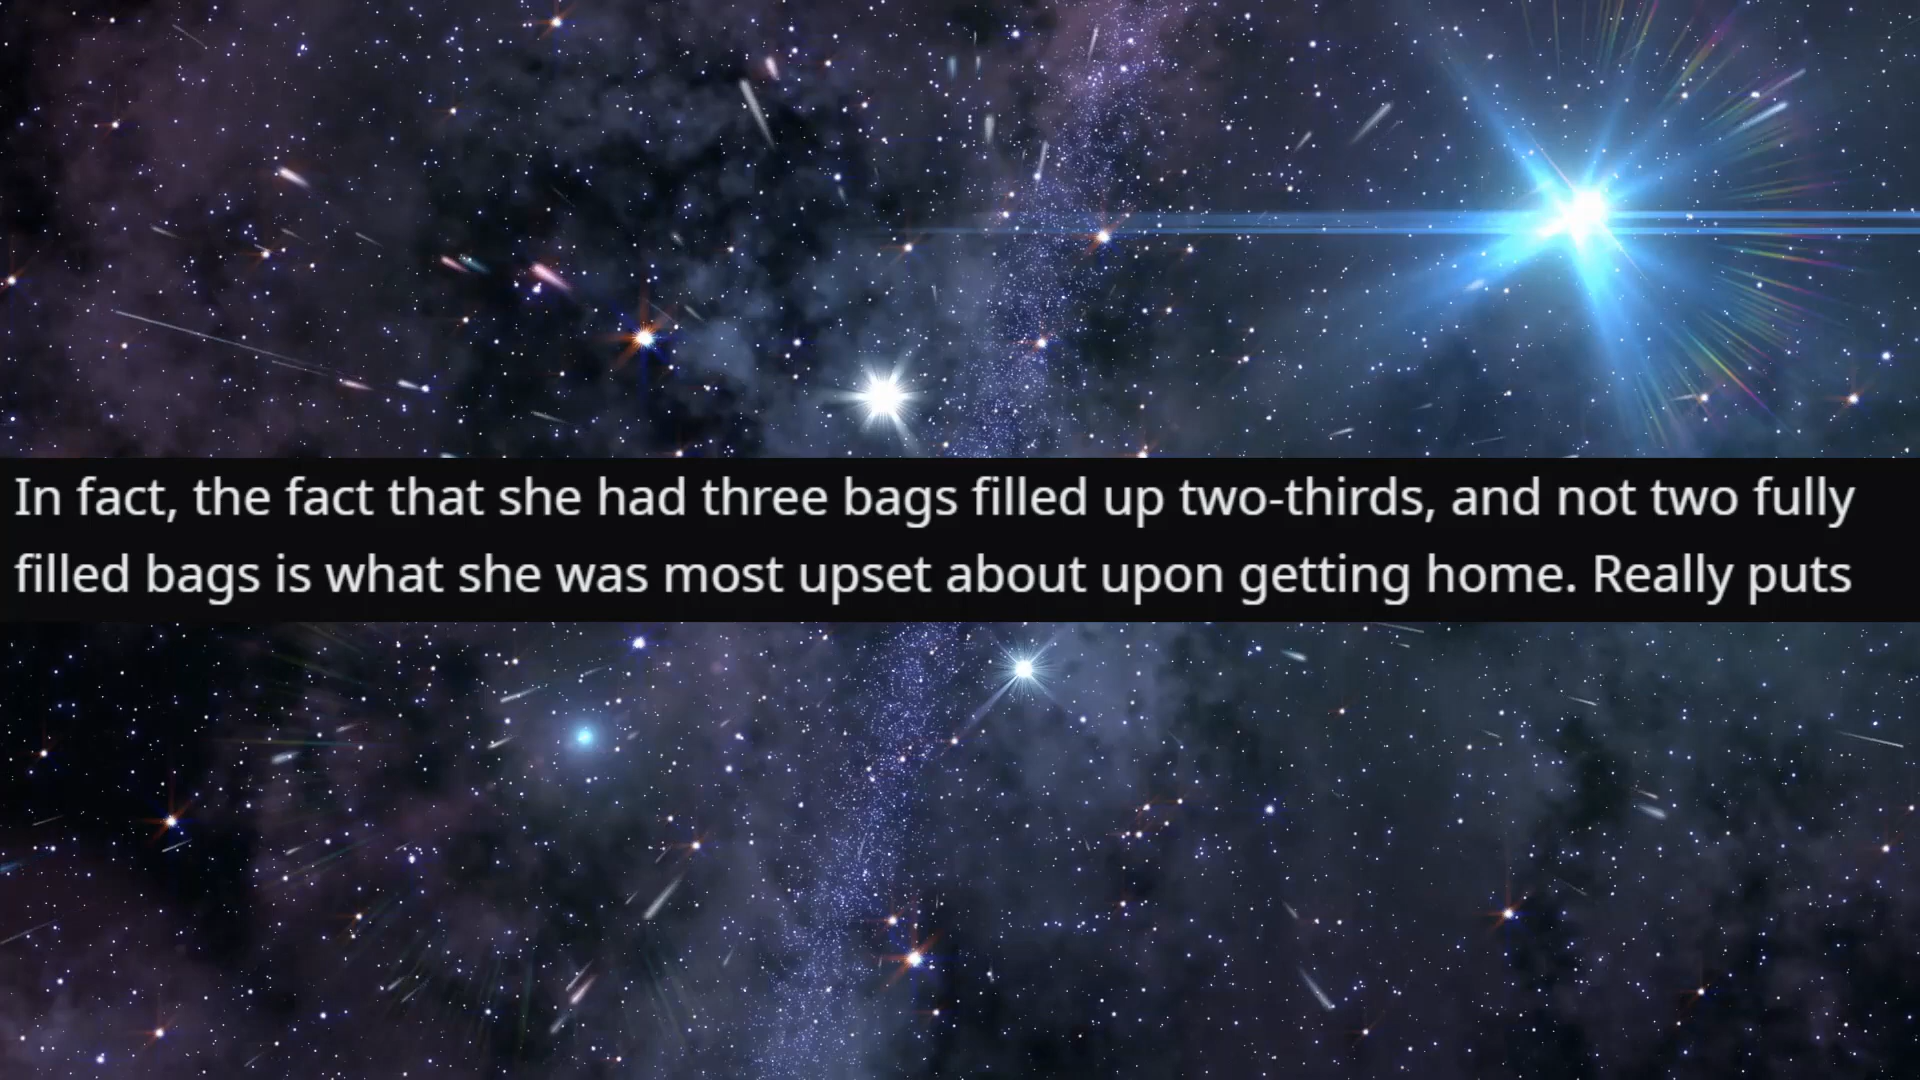 In fact, the fact that she had three bags filled up two-thirds, and not two fully
filled bags is what she was most upset about upon getting home. Really puts